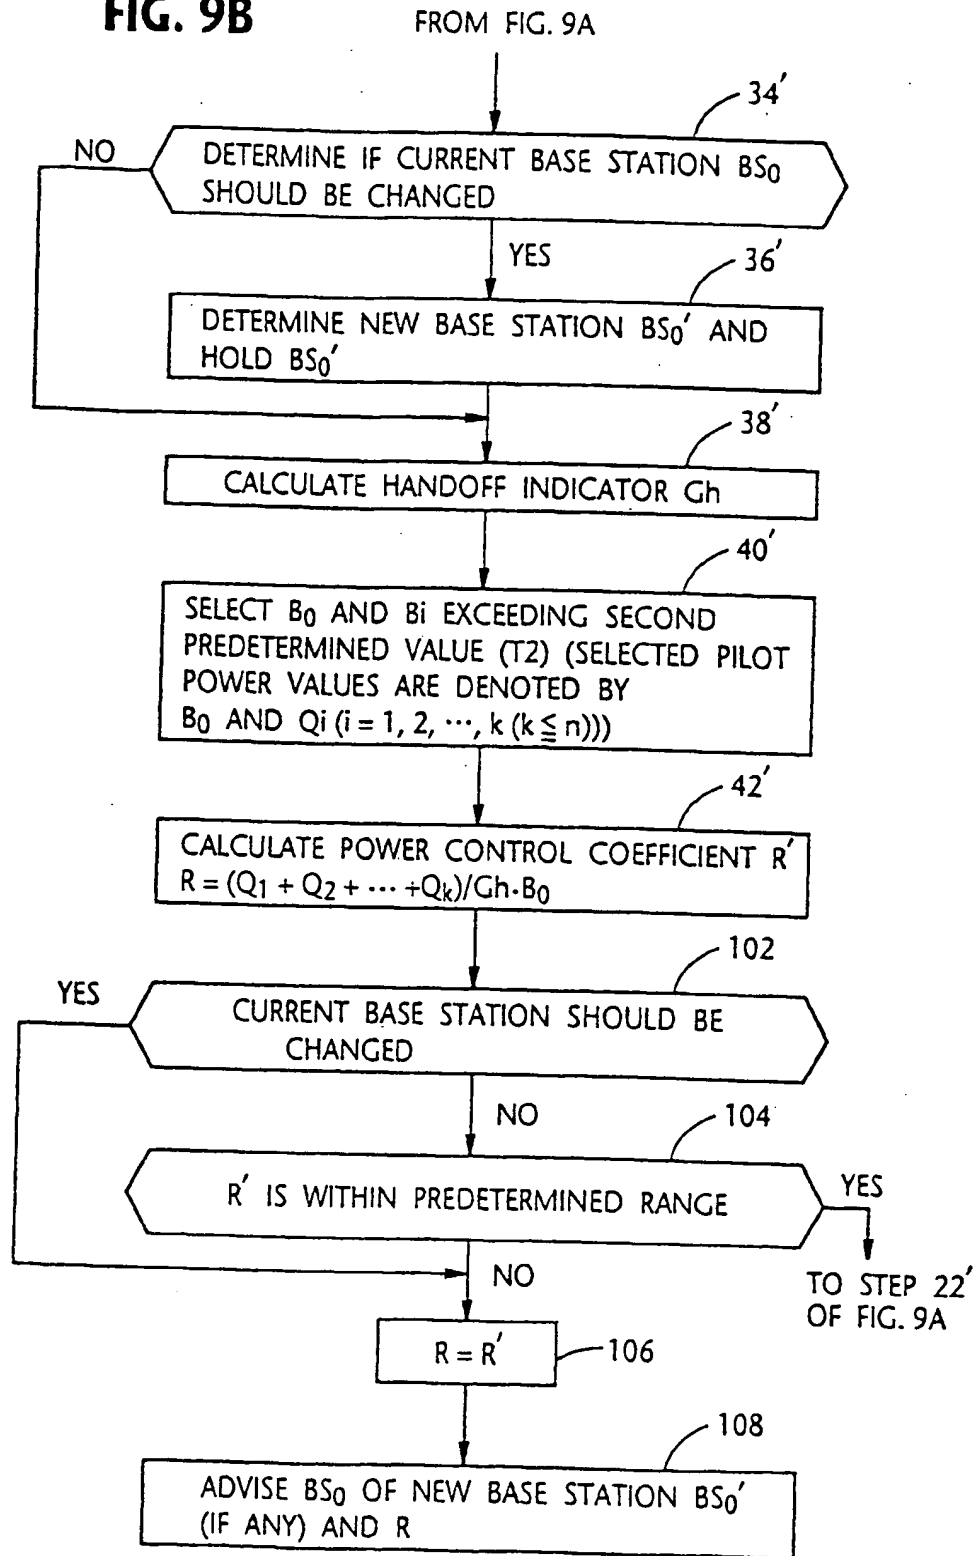 FIG. 9B
FROM FIG. 9A
34′
NO
DETERMINE IF CURRENT BASE STATION BS₀
SHOULD BE CHANGED
YES
36′
DETERMINE NEW BASE STATION BS₀′ AND
HOLD BS₀′
38′
CALCULATE HANDOFF INDICATOR Gh
40′
SELECT B₀ AND Bi EXCEEDING SECOND
PREDETERMINED VALUE (T2) (SELECTED PILOT
POWER VALUES ARE DENOTED BY
B₀ AND Qi (i = 1, 2, ···, k (k ≦ n)))
42′
CALCULATE POWER CONTROL COEFFICIENT R′
R = (Q₁ + Q₂ + ··· +Qₖ)/Gh·B₀
102
YES
CURRENT BASE STATION SHOULD BE
CHANGED
NO
104
R′ IS WITHIN PREDETERMINED RANGE
YES
NO
TO STEP 22′
OF FIG. 9A
R = R′
106
108
ADVISE BS₀ OF NEW BASE STATION BS₀′
(IF ANY) AND R